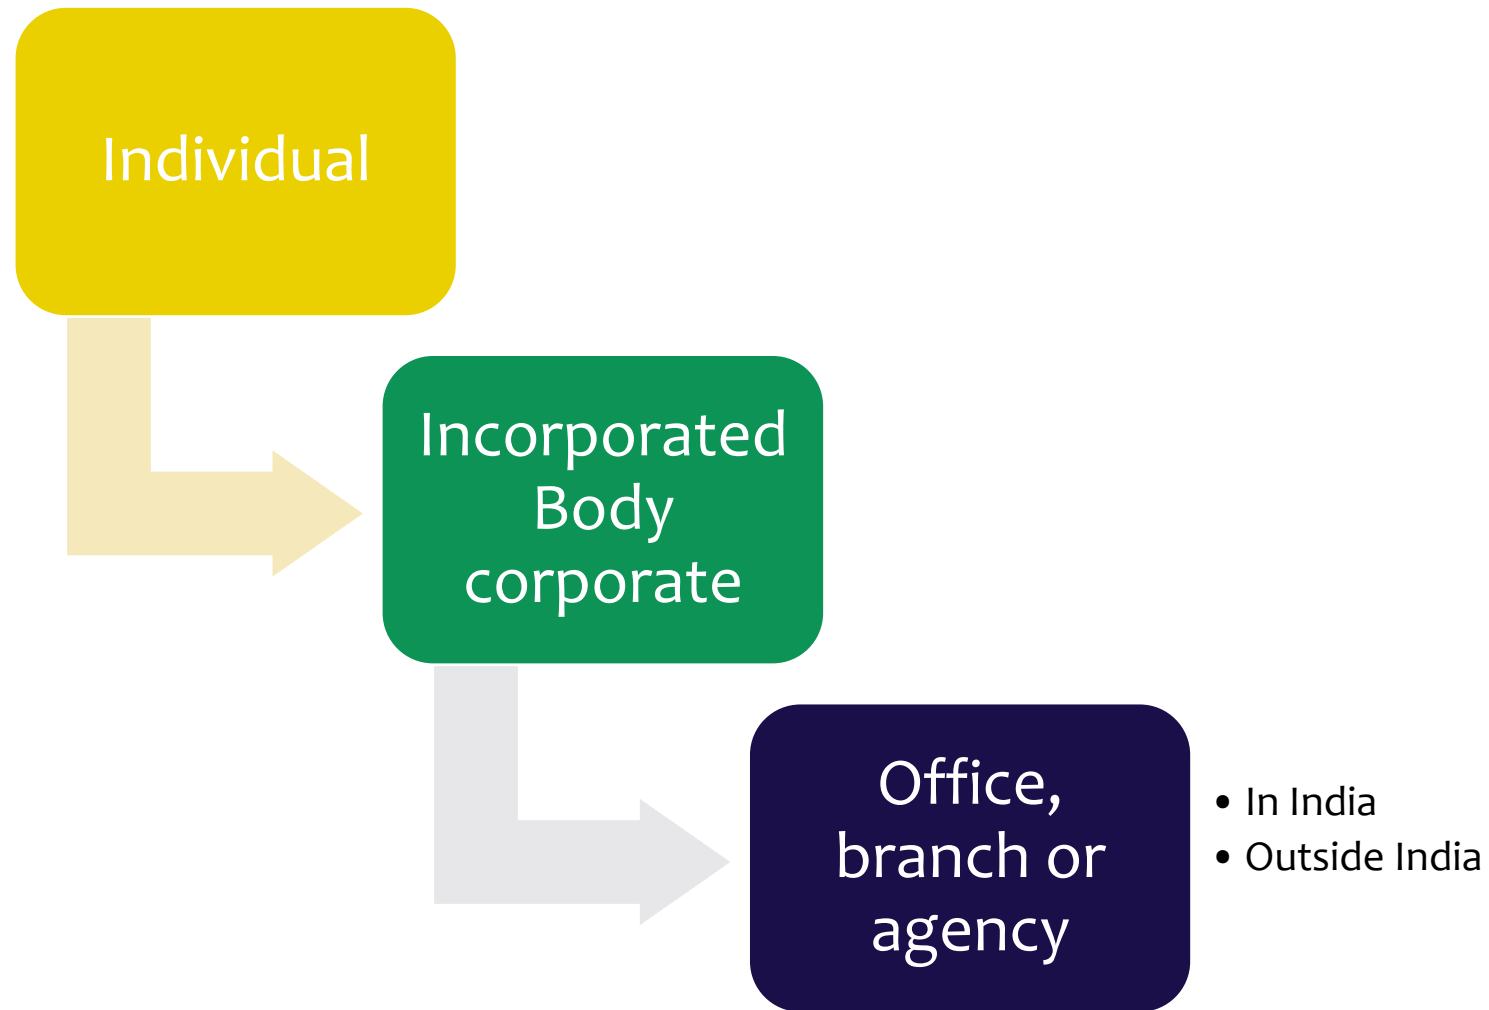 Individual
Incorporated
Body
corporate
Office,
branch or
agency
• In India
• Outside India